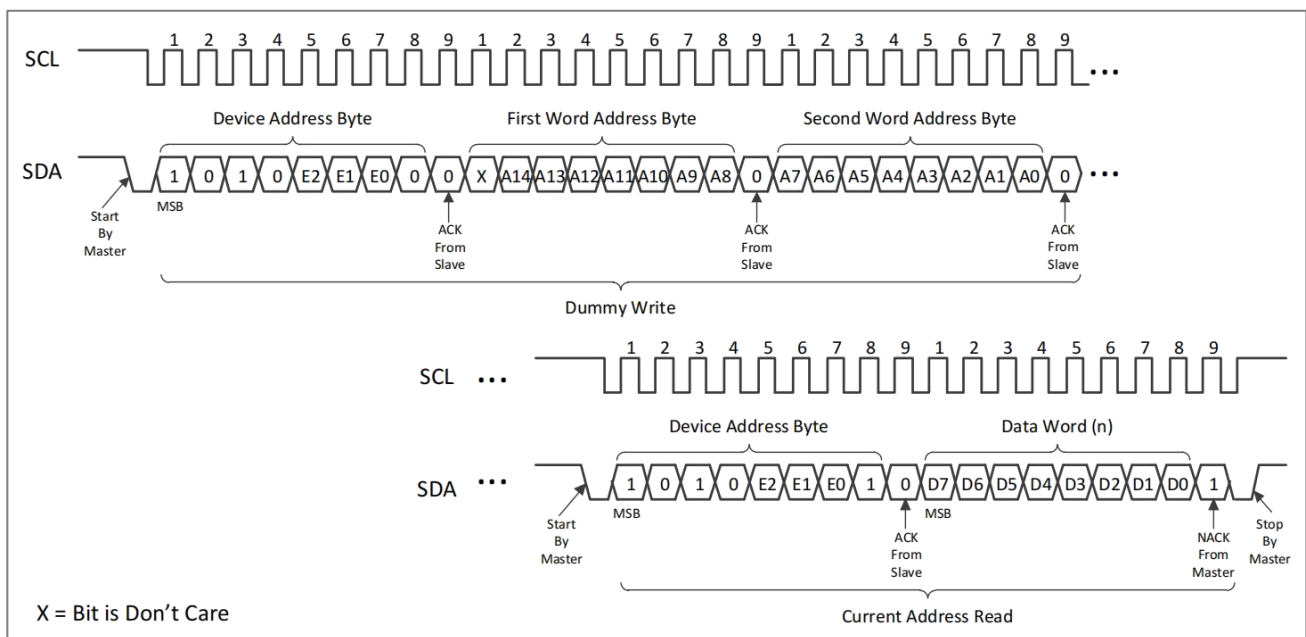 1 2 3 4 5 6 7 8 9 1 2 3 4 5 6 7 8 9 1 2 3 4 5 6 7 8 9
SCL ...
Device Address Byte First Word Address Byte Second Word Address Byte
SDA 1 0 1 0 E2 E1 E0 0 0 X A14 A13 A12 A11 A10 A9 A8 0 A7 A6 A5 A4 A3 A2 A1 A0 0 ...
MSB
Start
By
Master
ACK
From
Slave
ACK
From
Slave
ACK
From
Slave
Dummy Write
1 2 3 4 5 6 7 8 9 1 2 3 4 5 6 7 8 9
SCL ...
Device Address Byte Data Word (n)
SDA ... 1 0 1 0 E2 E1 E0 1 0 D7 D6 D5 D4 D3 D2 D1 D0 1
MSB MSB
Start
By
Master
ACK
From
Slave
NACK
From
Master
Stop
By
Master
Current Address Read
X = Bit is Don't Care